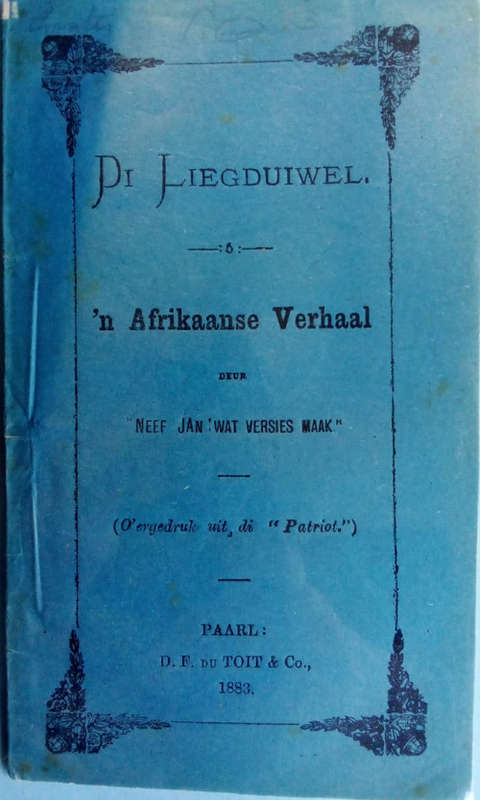 DI LIEGDUIWEL.
'n Afrikaanse Verhaal
DEUR
"NEEF JAN 'WAT VERSIES MAAK"
(O'ergedruk uit di "Patriot.")
PAARL:
D. F. DU TOIT & Co.,
1883.